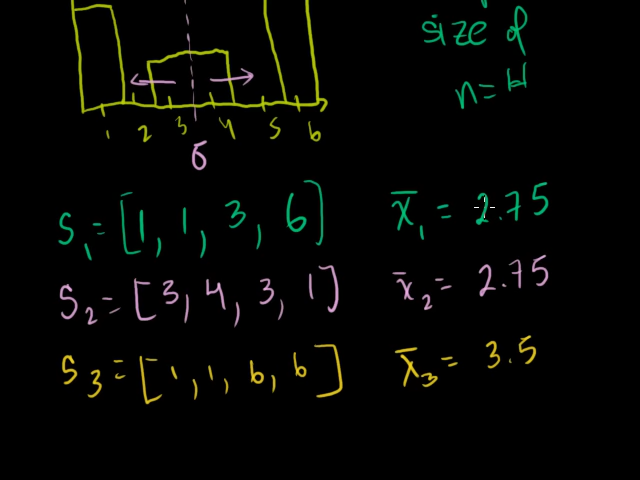 size of
n=4
1 2 3 4 5 6
σ
S₁=[1, 1, 3, 6] x̄₁ = 2.75
S₂=[3, 4, 3, 1] x̄₂= 2.75
S₃=[1, 1, 6, 6] x̄₃= 3.5